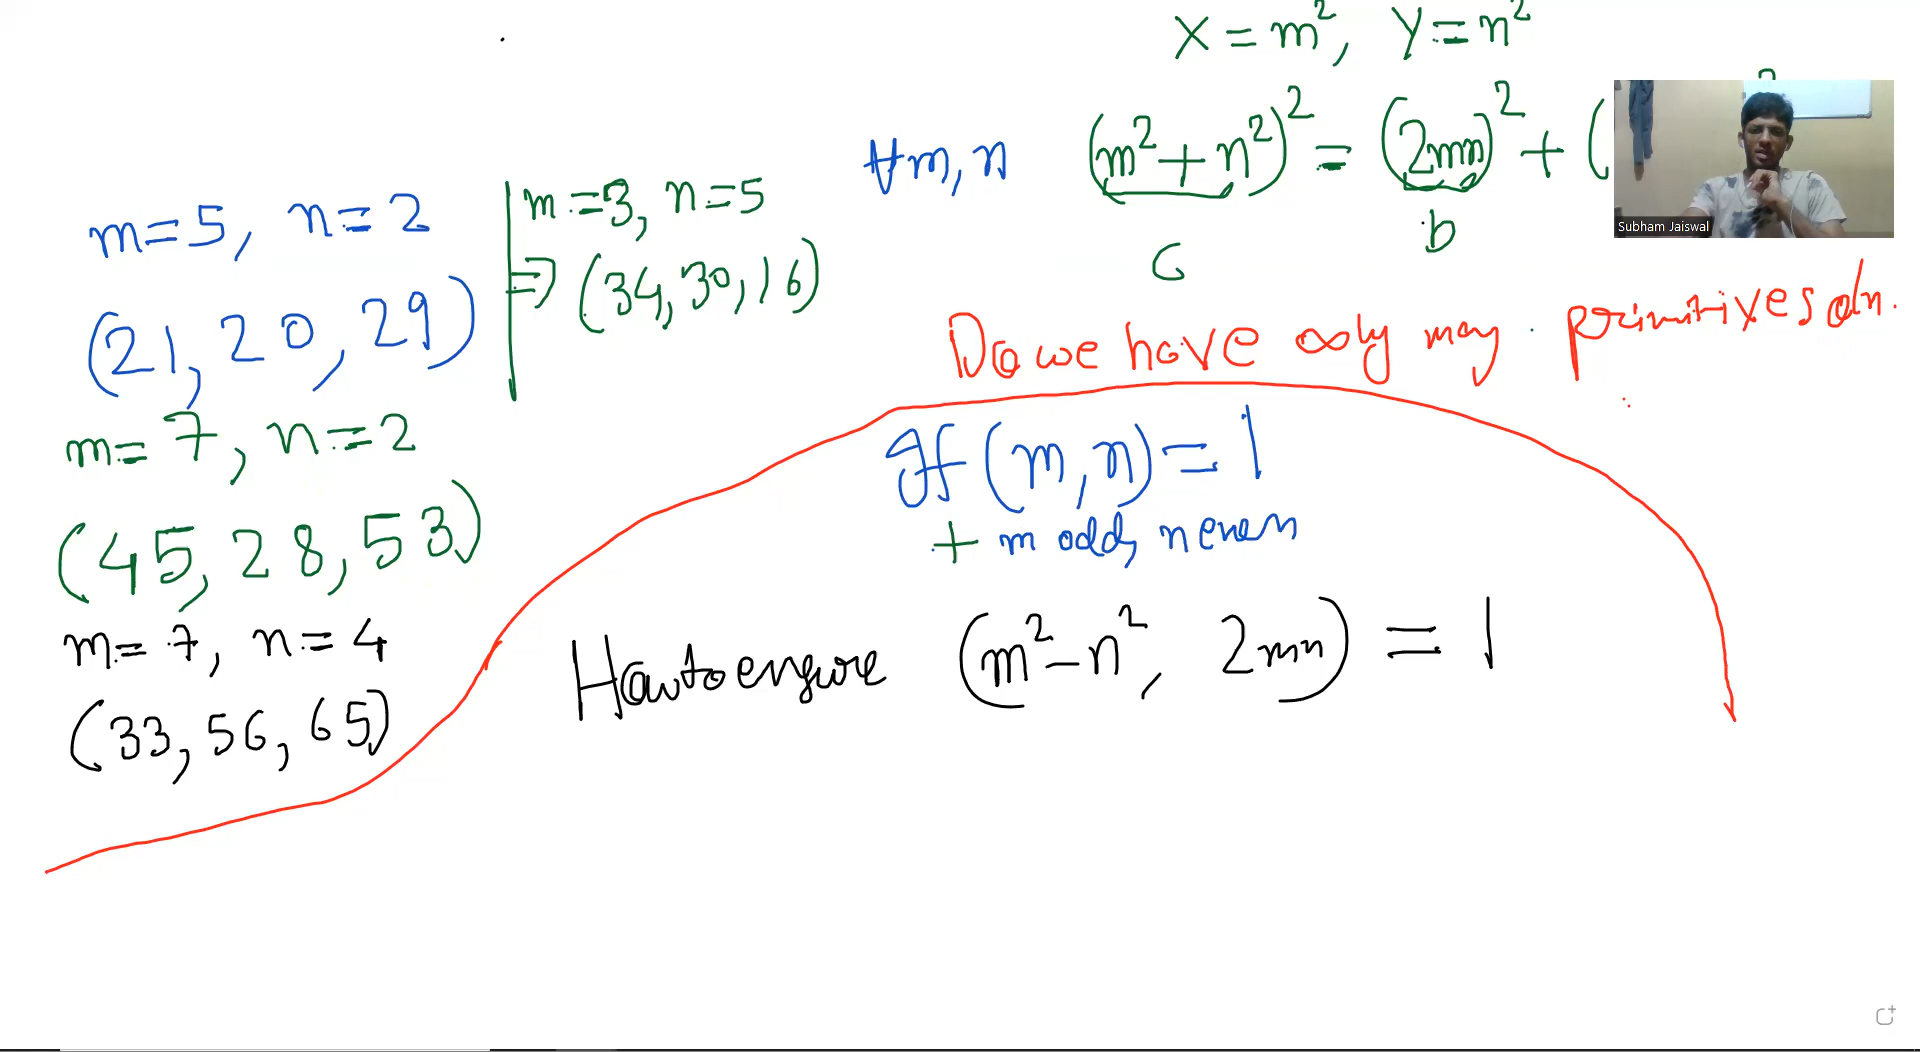 X = m², Y = n²
∀m, n (m² + n²)² = (2mn)² + (
c
b
Subham Jaiswal
m = 5, n = 2
(21, 20, 29)
m = 3, n = 5
⇒ (34, 30, 16)
Do we have ∞ly many primitive soln.
m = 7, n = 2
(45, 28, 53)
m = 7, n = 4
(33, 56, 65)
If (m, n) = 1
+ m odd, n even
How to ensure (m² - n², 2mn) = 1